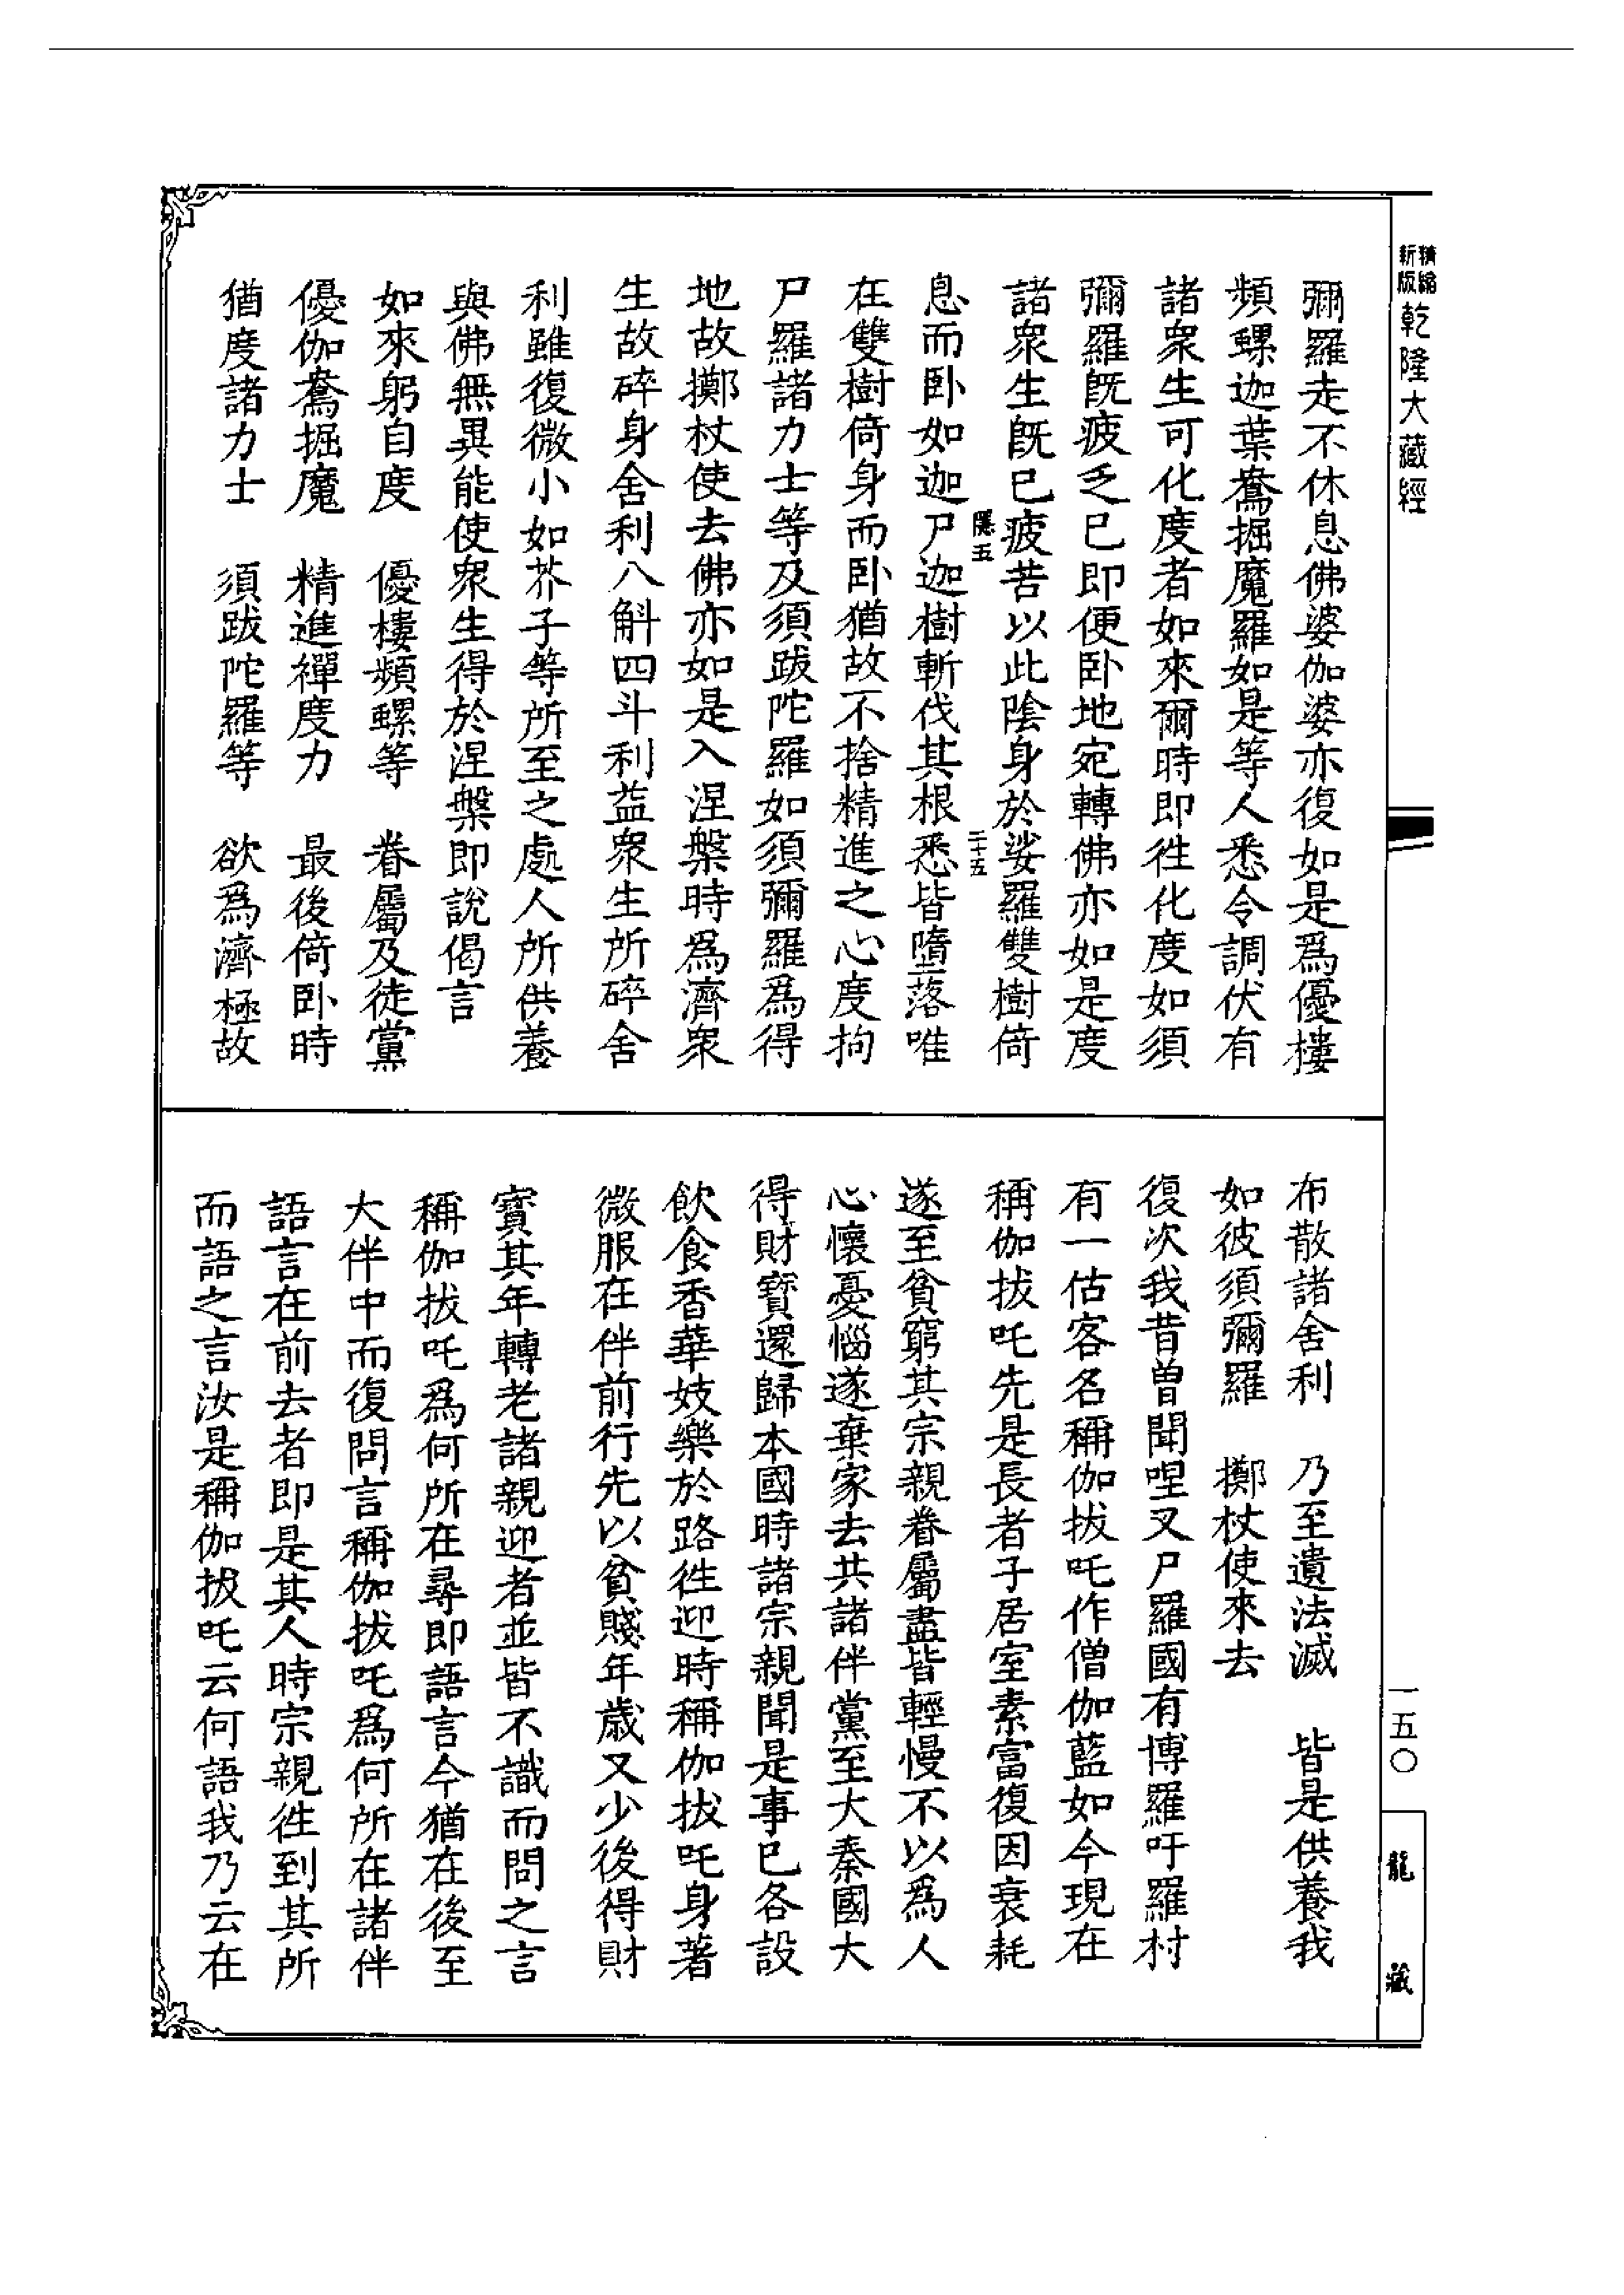 精縮新版乾隆大藏經
彌羅走不休息佛婆伽婆亦復如是爲優樓
頻螺迦葉鴦掘魔羅如是等人悉令調伏有
諸衆生可化度者如來爾時即徃化度如須
彌羅旣疲乏已即便卧地宛轉佛亦如是度
諸衆生旣已疲苦以此陰身於娑羅雙樹倚
息而卧如迦尸迦樹斬伐其根悉皆墮落唯
在雙樹倚身而卧猶故不捨精進之心度拘
尸羅諸力士等及須跋陀羅如須彌羅爲得
地故擲杖使去佛亦如是入涅槃時爲濟衆
生故碎身舍利八斛四斗利益衆生所碎舍
利雖復微小如芥子等所至之處人所供養
與佛無異能使衆生得於涅槃即說偈言
如來躬自度　優樓頻螺等　眷屬及徒黨
優伽鴦掘魔　精進禪度力　最後倚卧時
猶度諸力士　須跋陀羅等　欲爲濟極故
布散諸舍利　乃至遺法滅　皆是供養我
如彼須彌羅　擲杖使來去
復次我昔曾聞哩叉尸羅國有博羅吁羅村
有一估客名稱伽拔吒作僧伽藍如今現在
稱伽拔吒先是長者子居室素富復因衰耗
遂至貧窮其宗親眷屬盡皆輕慢不以爲人
心懷憂惱遂棄家去共諸伴黨至大秦國大
得財寶還歸本國時諸宗親聞是事已各設
飲食香華妓樂於路徃迎時稱伽拔吒身著
微服在伴前行先以貧賤年歲又少後得財
寳其年轉老諸親迎者並皆不識而問之言
稱伽拔吒爲何所在尋即語言今猶在後至
大伴中而復問言稱伽拔吒爲何所在諸伴
語言在前去者即是其人時宗親徃到其所
而語之言汝是稱伽拔吒云何語我乃云在
二十五
一五〇
龍藏